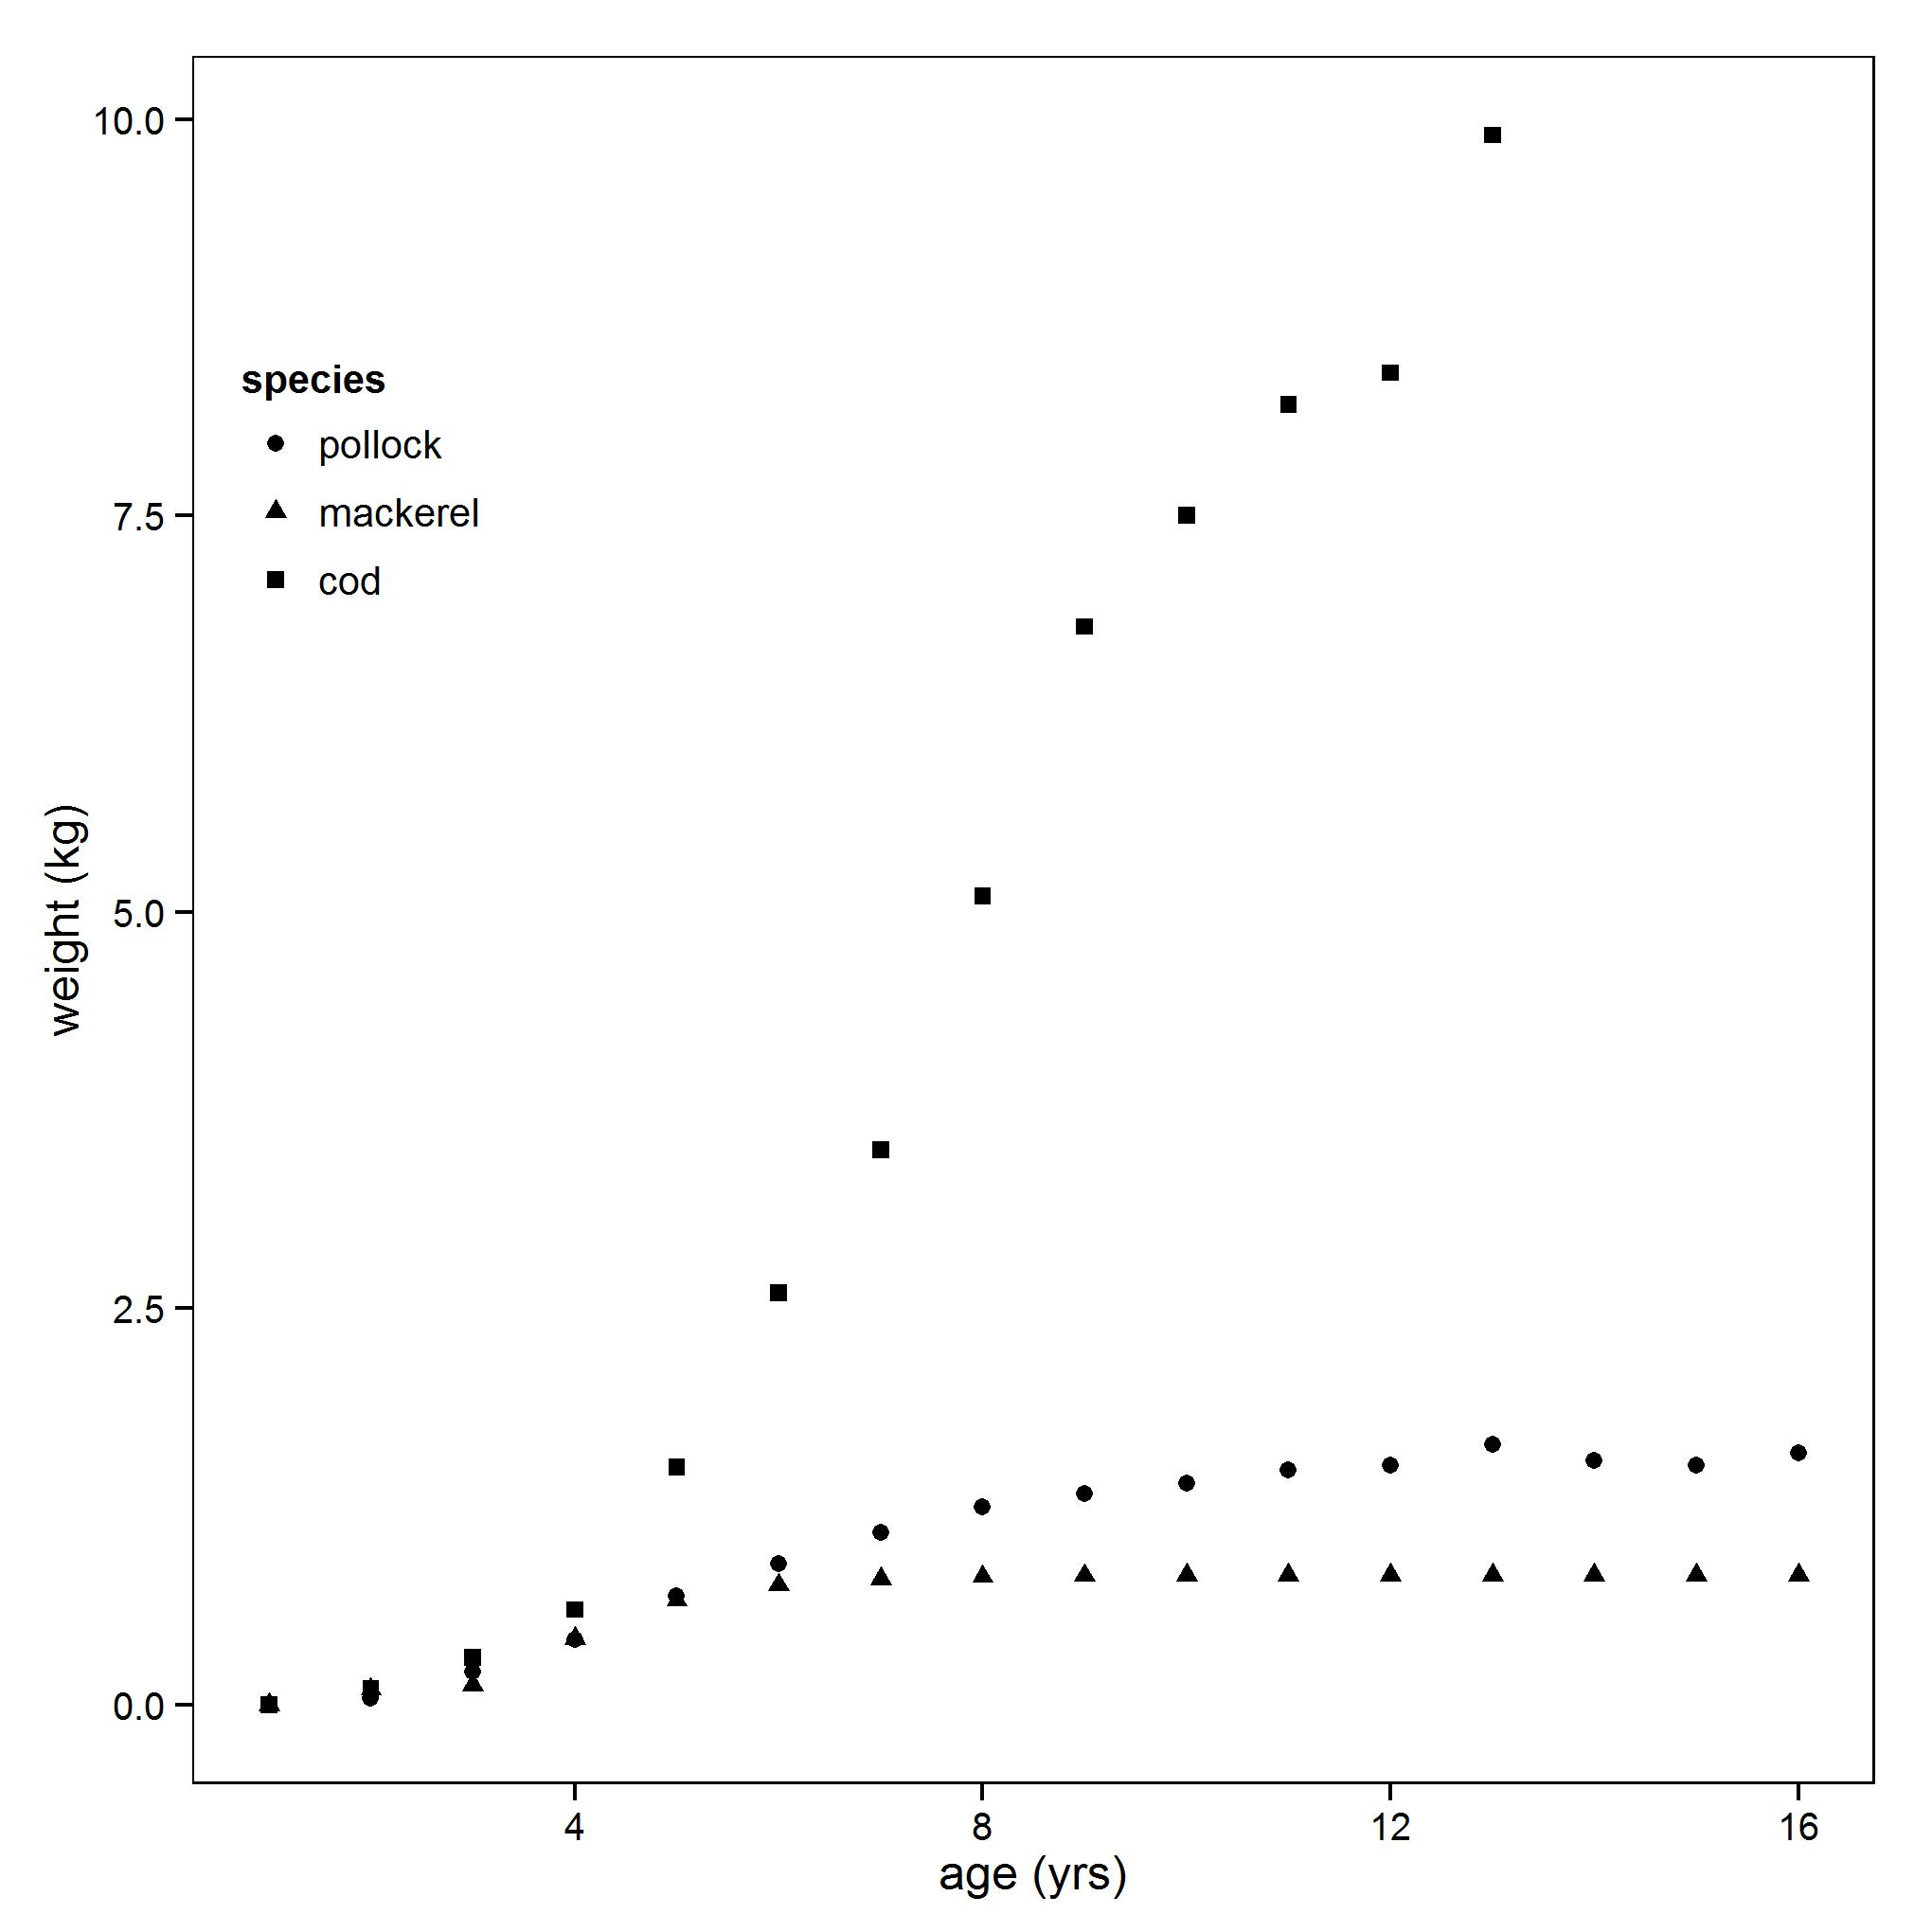 10.0
species
pollock
7.5
mackerel
cod
weight (kg)
5.0
2.5
0.0
4 8 12 16
age (yrs)